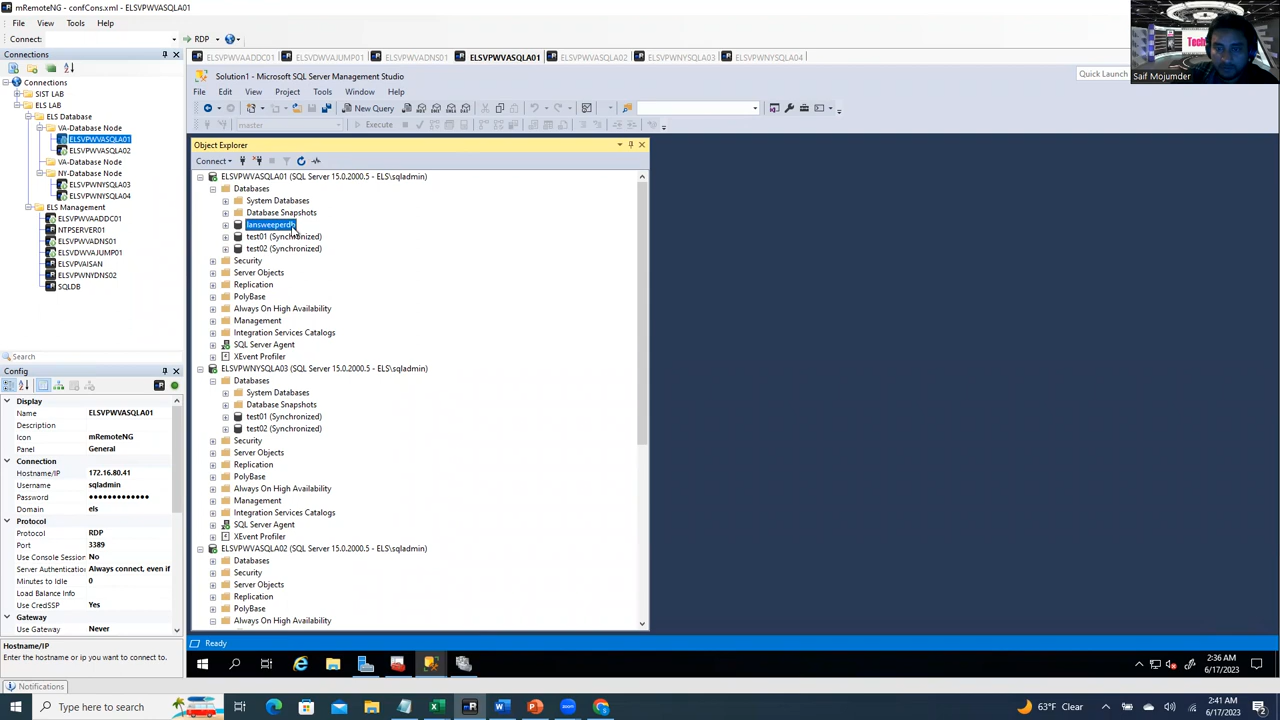 mRemoteNG - confCons.xml - ELSVPWVASQLA01
File View Tools Help
Connect: RDP
Connections
Connections
SIST LAB
ELS LAB
ELS Database
VA-Database Node
ELSVPWVASQLA01
ELSVPWVASQLA02
VA-Database Node
NY-Database Node
ELSVPWNYSQLA03
ELSVPWNYSQLA04
ELS Management
ELSVPWVAADDC01
NTPSERVER01
ELSVPWVADNS01
ELSVDWVAJUMP01
ELSVPVAISAN
ELSVPWNYDNS02
SQLDB
Search
Config
Display
Name ELSVPWVASQLA01
Description
Icon mRemoteNG
Panel General
Connection
Hostname/IP 172.16.80.41
Username sqladmin
Password •••••••••••••
Domain els
Protocol
Protocol RDP
Port 3389
Use Console Session No
Server Authentication Always connect, even if
Minutes to Idle 0
Load Balance Info
Use CredSSP Yes
Gateway
Use Gateway Never
Hostname/IP
Enter the hostname or ip you want to connect to.
Notifications
ELSVPWVAADDC01 ELSVDWVAJUMP01 ELSVPWVADNS01 ELSVPWVASQLA01 ELSVPWVASQLA02 ELSVPWNYSQLA03 ELSVPWNYSQLA04
Solution1 - Microsoft SQL Server Management Studio
Quick Launch
File Edit View Project Tools Window Help
New Query
master Execute
Object Explorer
Connect
ELSVPWVASQLA01 (SQL Server 15.0.2000.5 - ELS\sqladmin)
Databases
System Databases
Database Snapshots
lansweeperdb
test01 (Synchronized)
test02 (Synchronized)
Security
Server Objects
Replication
PolyBase
Always On High Availability
Management
Integration Services Catalogs
SQL Server Agent
XEvent Profiler
ELSVPWNYSQLA03 (SQL Server 15.0.2000.5 - ELS\sqladmin)
Databases
System Databases
Database Snapshots
test01 (Synchronized)
test02 (Synchronized)
Security
Server Objects
Replication
PolyBase
Always On High Availability
Management
Integration Services Catalogs
SQL Server Agent
XEvent Profiler
ELSVPWVASQLA02 (SQL Server 15.0.2000.5 - ELS\sqladmin)
Databases
Security
Server Objects
Replication
PolyBase
Always On High Availability
Ready
2:36 AM
6/17/2023
Saif Mojumder
Type here to search
63°F Clear
2:41 AM
6/17/2023
2